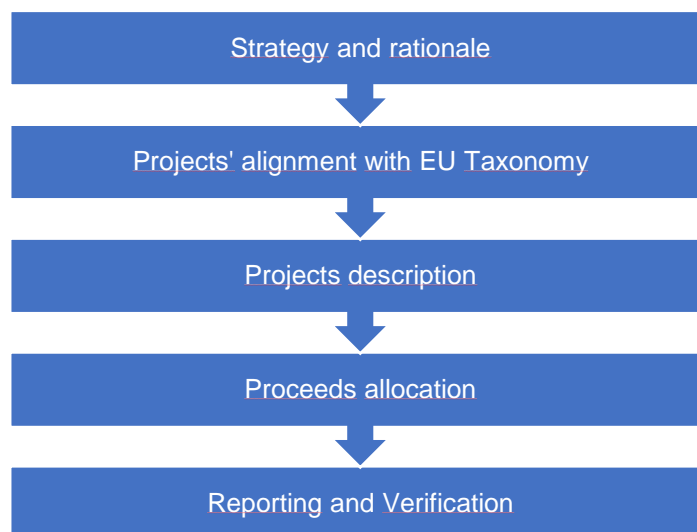 Strategy and rationale
Projects' alignment with EU Taxonomy
Projects description
Proceeds allocation
Reporting and Verification